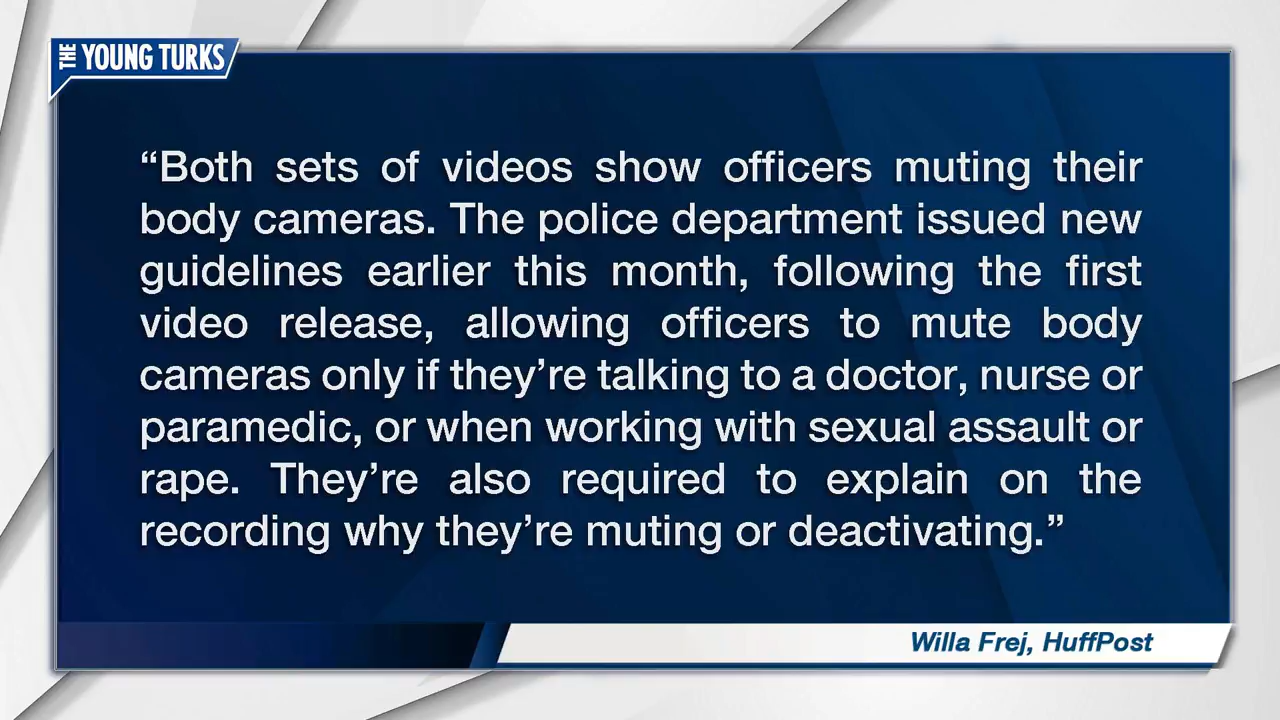 THE YOUNG TURKS
“Both sets of videos show officers muting their
body cameras. The police department issued new
guidelines earlier this month, following the first
video release, allowing officers to mute body
cameras only if they’re talking to a doctor, nurse or
paramedic, or when working with sexual assault or
rape. They’re also required to explain on the
recording why they’re muting or deactivating.”
Willa Frej, HuffPost